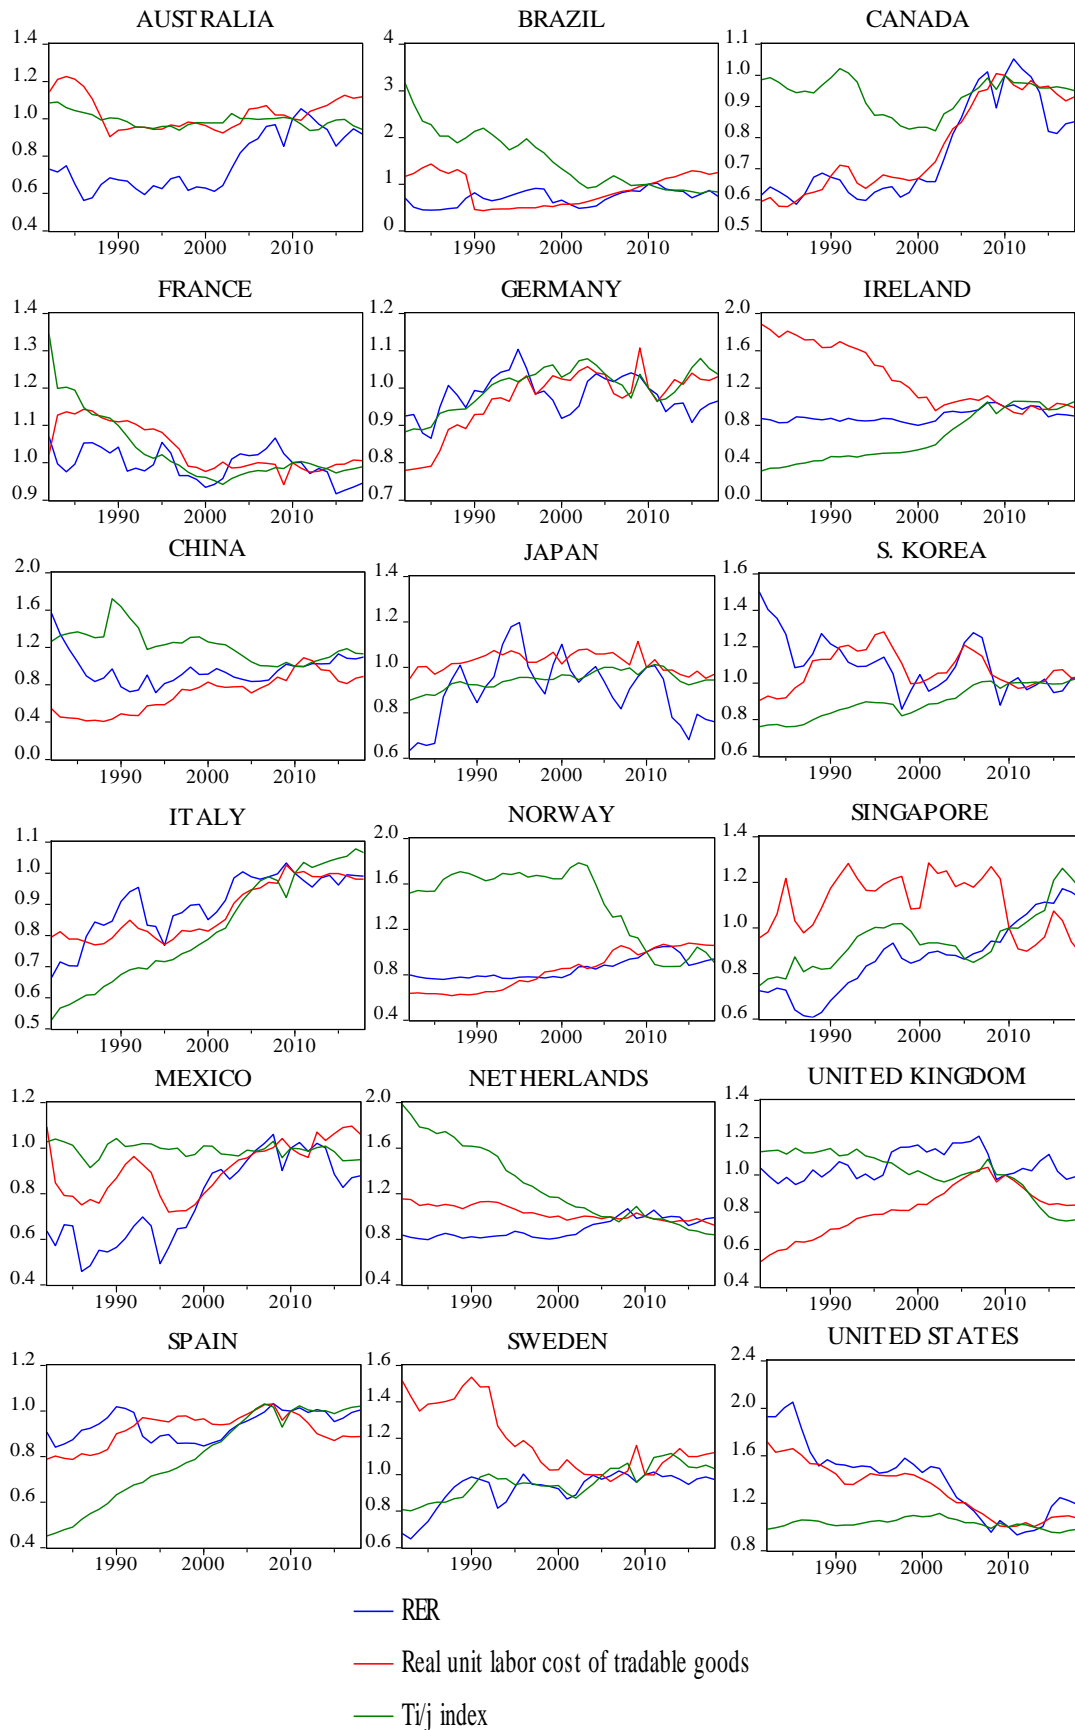 AUSTRALIA BRAZIL CANADA
1.4 4 1.1
1.2 3 1.0
1.0 2 0.9
0.8 1 0.8
0.6 0 0.7
0.4 0.6
0.5
1990 2000 2010 1990 2000 2010 1990 2000 2010
FRANCE GERMANY IRELAND
1.4 1.2 2.0
1.3 1.1 1.6
1.2 1.0 1.2
1.1 0.9 0.8
1.0 0.8 0.4
0.9 0.7 0.0
1990 2000 2010 1990 2000 2010 1990 2000 2010
CHINA JAPAN S. KOREA
2.0 1.4 1.6
1.6 1.2 1.4
1.2 1.0 1.2
0.8 0.8 1.0
0.4 0.6 0.8
0.0 0.6
1990 2000 2010 1990 2000 2010 1990 2000 2010
ITALY NORWAY SINGAPORE
1.1 2.0 1.4
1.0 1.6 1.2
0.9 1.2 1.0
0.8 0.8 0.8
0.7 0.4 0.6
0.6
0.5
1990 2000 2010 1990 2000 2010 1990 2000 2010
MEXICO NETHERLANDS UNITED KINGDOM
1.2 2.0 1.4
1.0 1.6 1.2
0.8 1.2 1.0
0.6 0.8 0.8
0.4 0.4 0.6
0.4
1990 2000 2010 1990 2000 2010 1990 2000 2010
SPAIN SWEDEN UNITED STATES
1.2 1.6 2.4
1.0 1.4 2.0
0.8 1.2 1.6
0.6 1.0 1.2
0.4 0.8 0.8
0.6
1990 2000 2010 1990 2000 2010 1990 2000 2010
RER
Real unit labor cost of tradable goods
Ti/j index